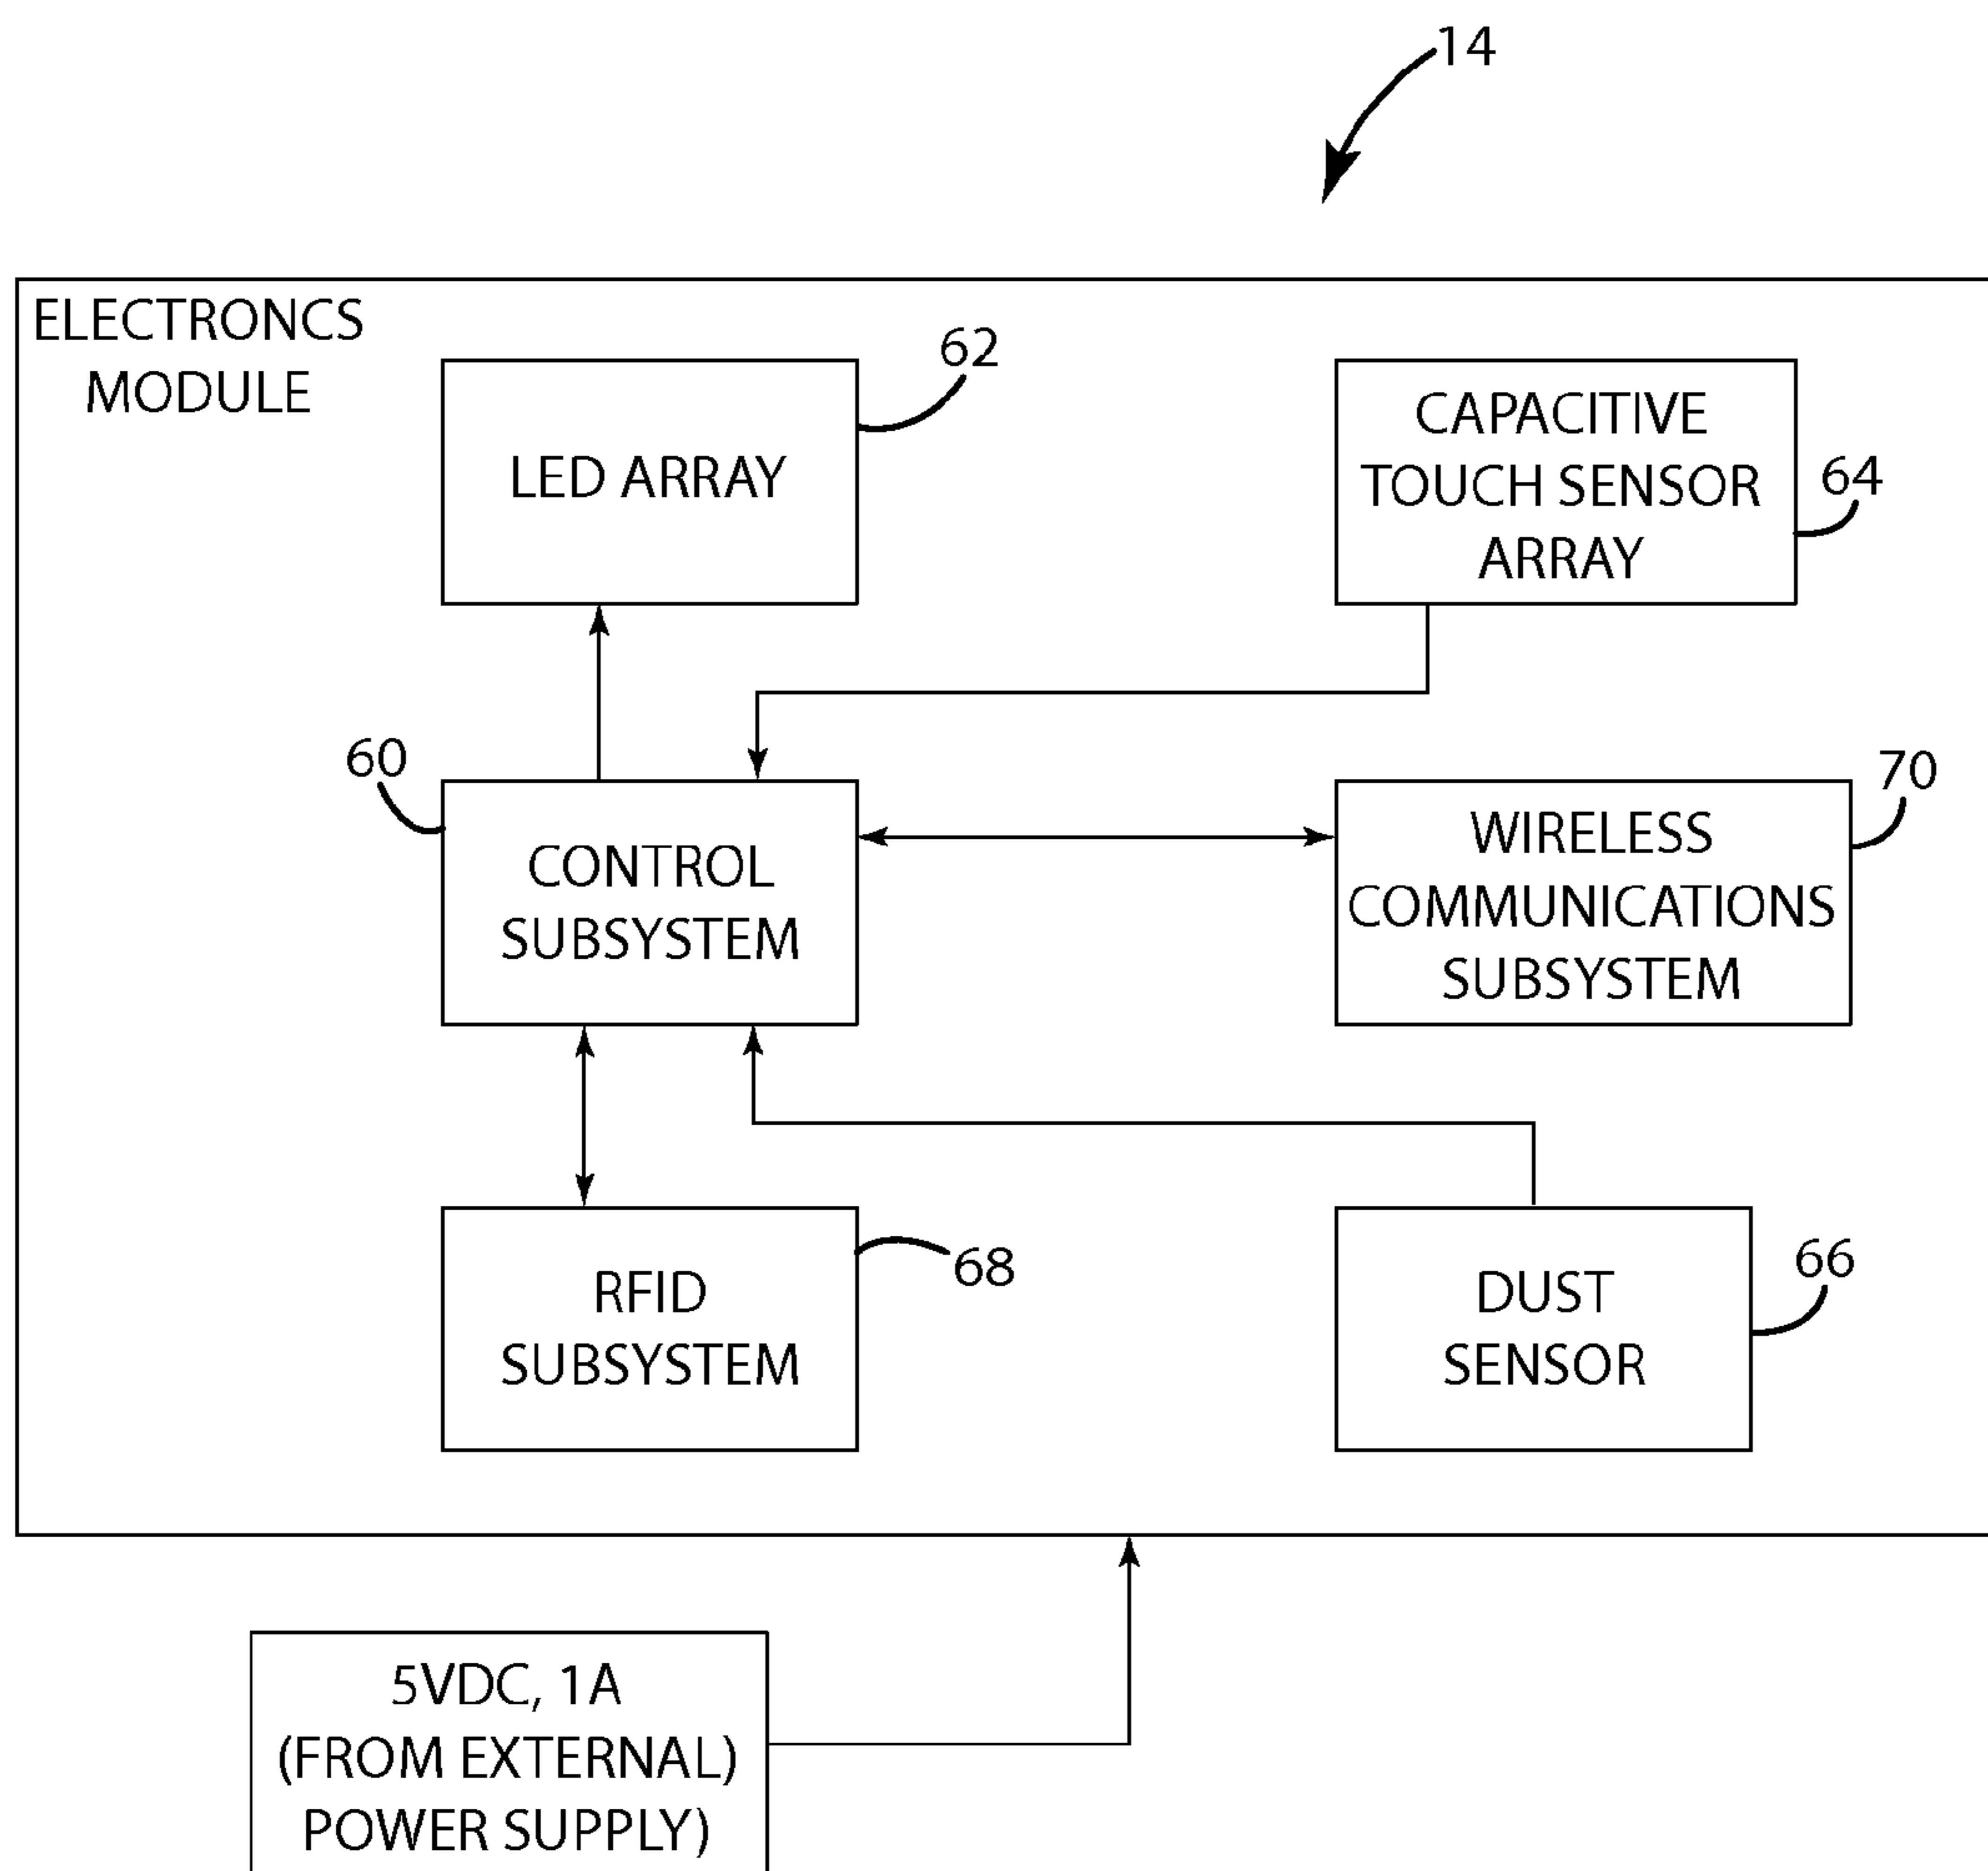 14
ELECTRONCS
MODULE
62
LED ARRAY
CAPACITIVE
TOUCH SENSOR
ARRAY
64
60
CONTROL
SUBSYSTEM
70
WIRELESS
COMMUNICATIONS
SUBSYSTEM
RFID
SUBSYSTEM
68
DUST
SENSOR
66
5VDC, 1A
(FROM EXTERNAL)
POWER SUPPLY)